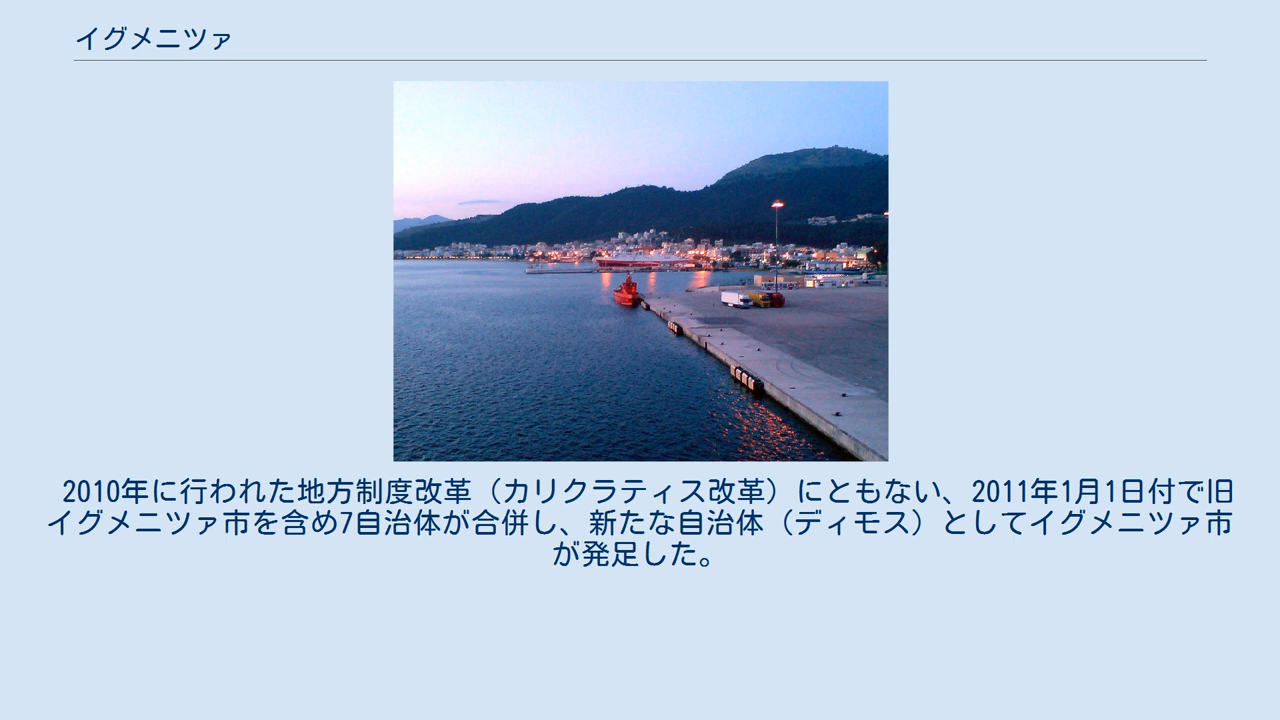 イグメニツァ
2010年に行われた地方制度改革（カリクラティス改革）にともない、2011年1月1日付で旧
イグメニツァ市を含め7自治体が合併し、新たな自治体（ディモス）としてイグメニツァ市
が発足した。